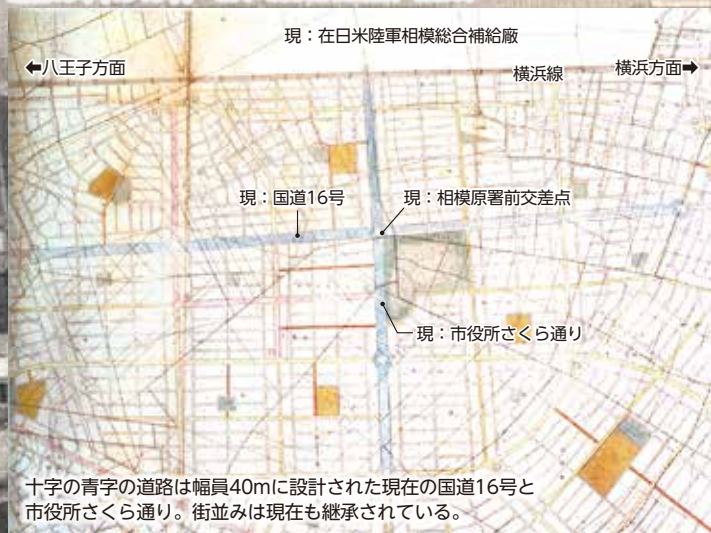 現：在日米陸軍相模総合補給廠
⬅八王子方面
横浜線
横浜方面➡
現：国道16号
現：相模原署前交差点
現：市役所さくら通り
十字の青字の道路は幅員40mに設計された現在の国道16号と
市役所さくら通り。街並みは現在も継承されている。